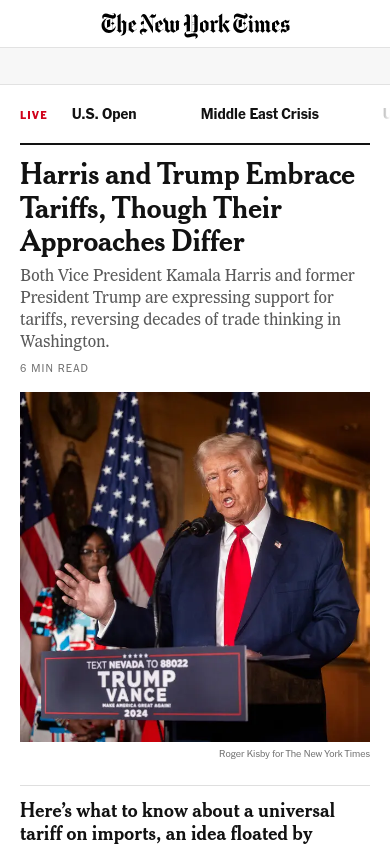 The New York Times
LIVE
U.S. Open
Middle East Crisis
Harris and Trump Embrace
Tariffs, Though Their
Approaches Differ
Both Vice President Kamala Harris and former
President Trump are expressing support for
tariffs, reversing decades of trade thinking in
Washington.
6 MIN READ
TEXT NEVADA TO 88022
TRUMP
VANCE
MAKE AMERICA GREAT AGAIN!
2024
Roger Kisby for The New York Times
Here’s what to know about a universal
tariff on imports, an idea floated by